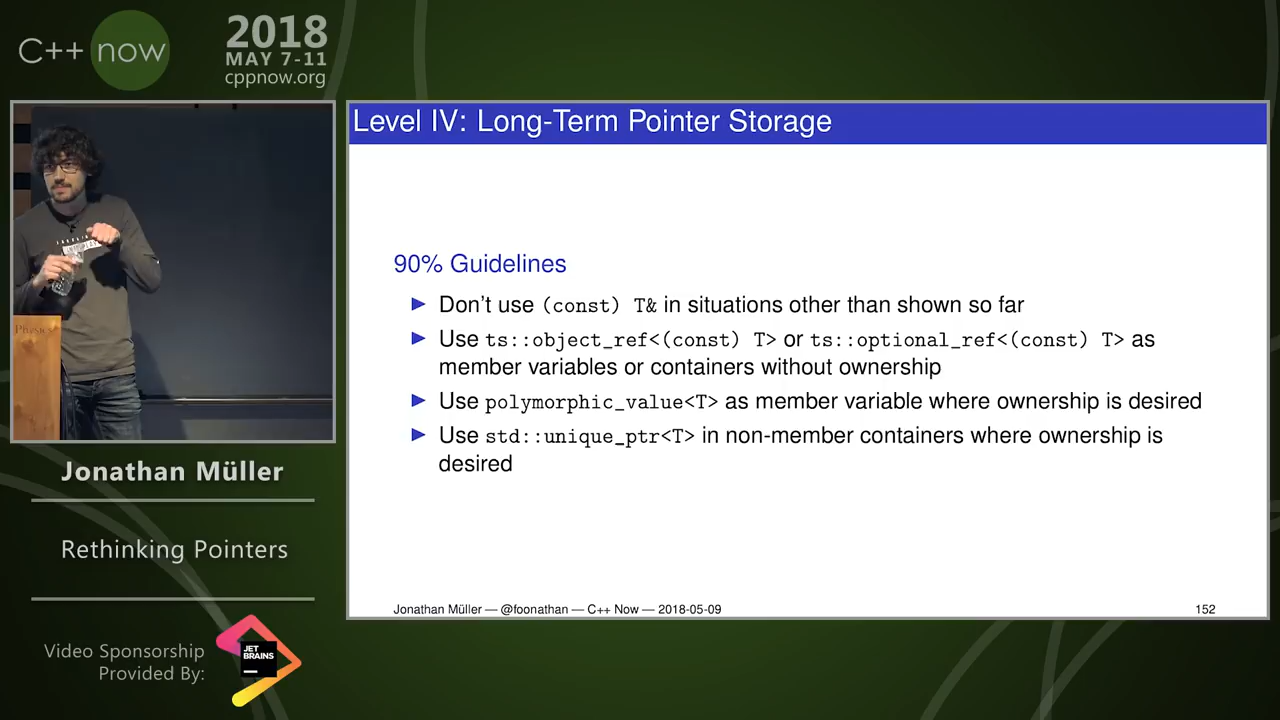 C++ now
2018
MAY 7-11
cppnow.org
Level IV: Long-Term Pointer Storage
90% Guidelines
Don't use (const) T& in situations other than shown so far
Use ts::object_ref<(const) T> or ts::optional_ref<(const) T> as
member variables or containers without ownership
Use polymorphic_value<T> as member variable where ownership is desired
Use std::unique_ptr<T> in non-member containers where ownership is
desired
Jonathan Müller — @foonathan — C++ Now — 2018-05-09
152
Physics
Jonathan Müller
Rethinking Pointers
Video Sponsorship
Provided By:
JET
BRAINS